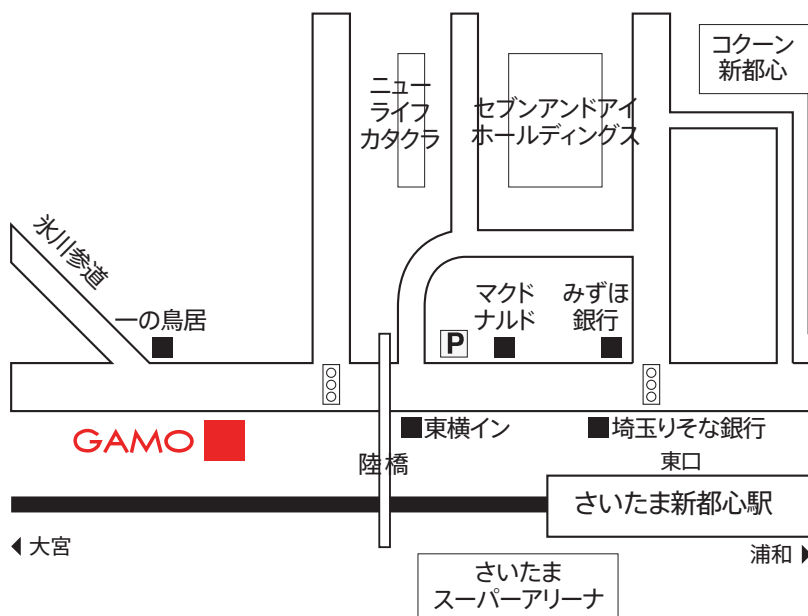 コクーン
新都心
ニュー
ライフ
カタクラ
セブンアンドアイ
ホールディングス
氷川参道
一の鳥居
マクド
ナルド
みずほ
銀行
P
GAMO
東横イン
埼玉りそな銀行
陸橋
東口
さいたま新都心駅
大宮
浦和
さいたま
スーパーアリーナ